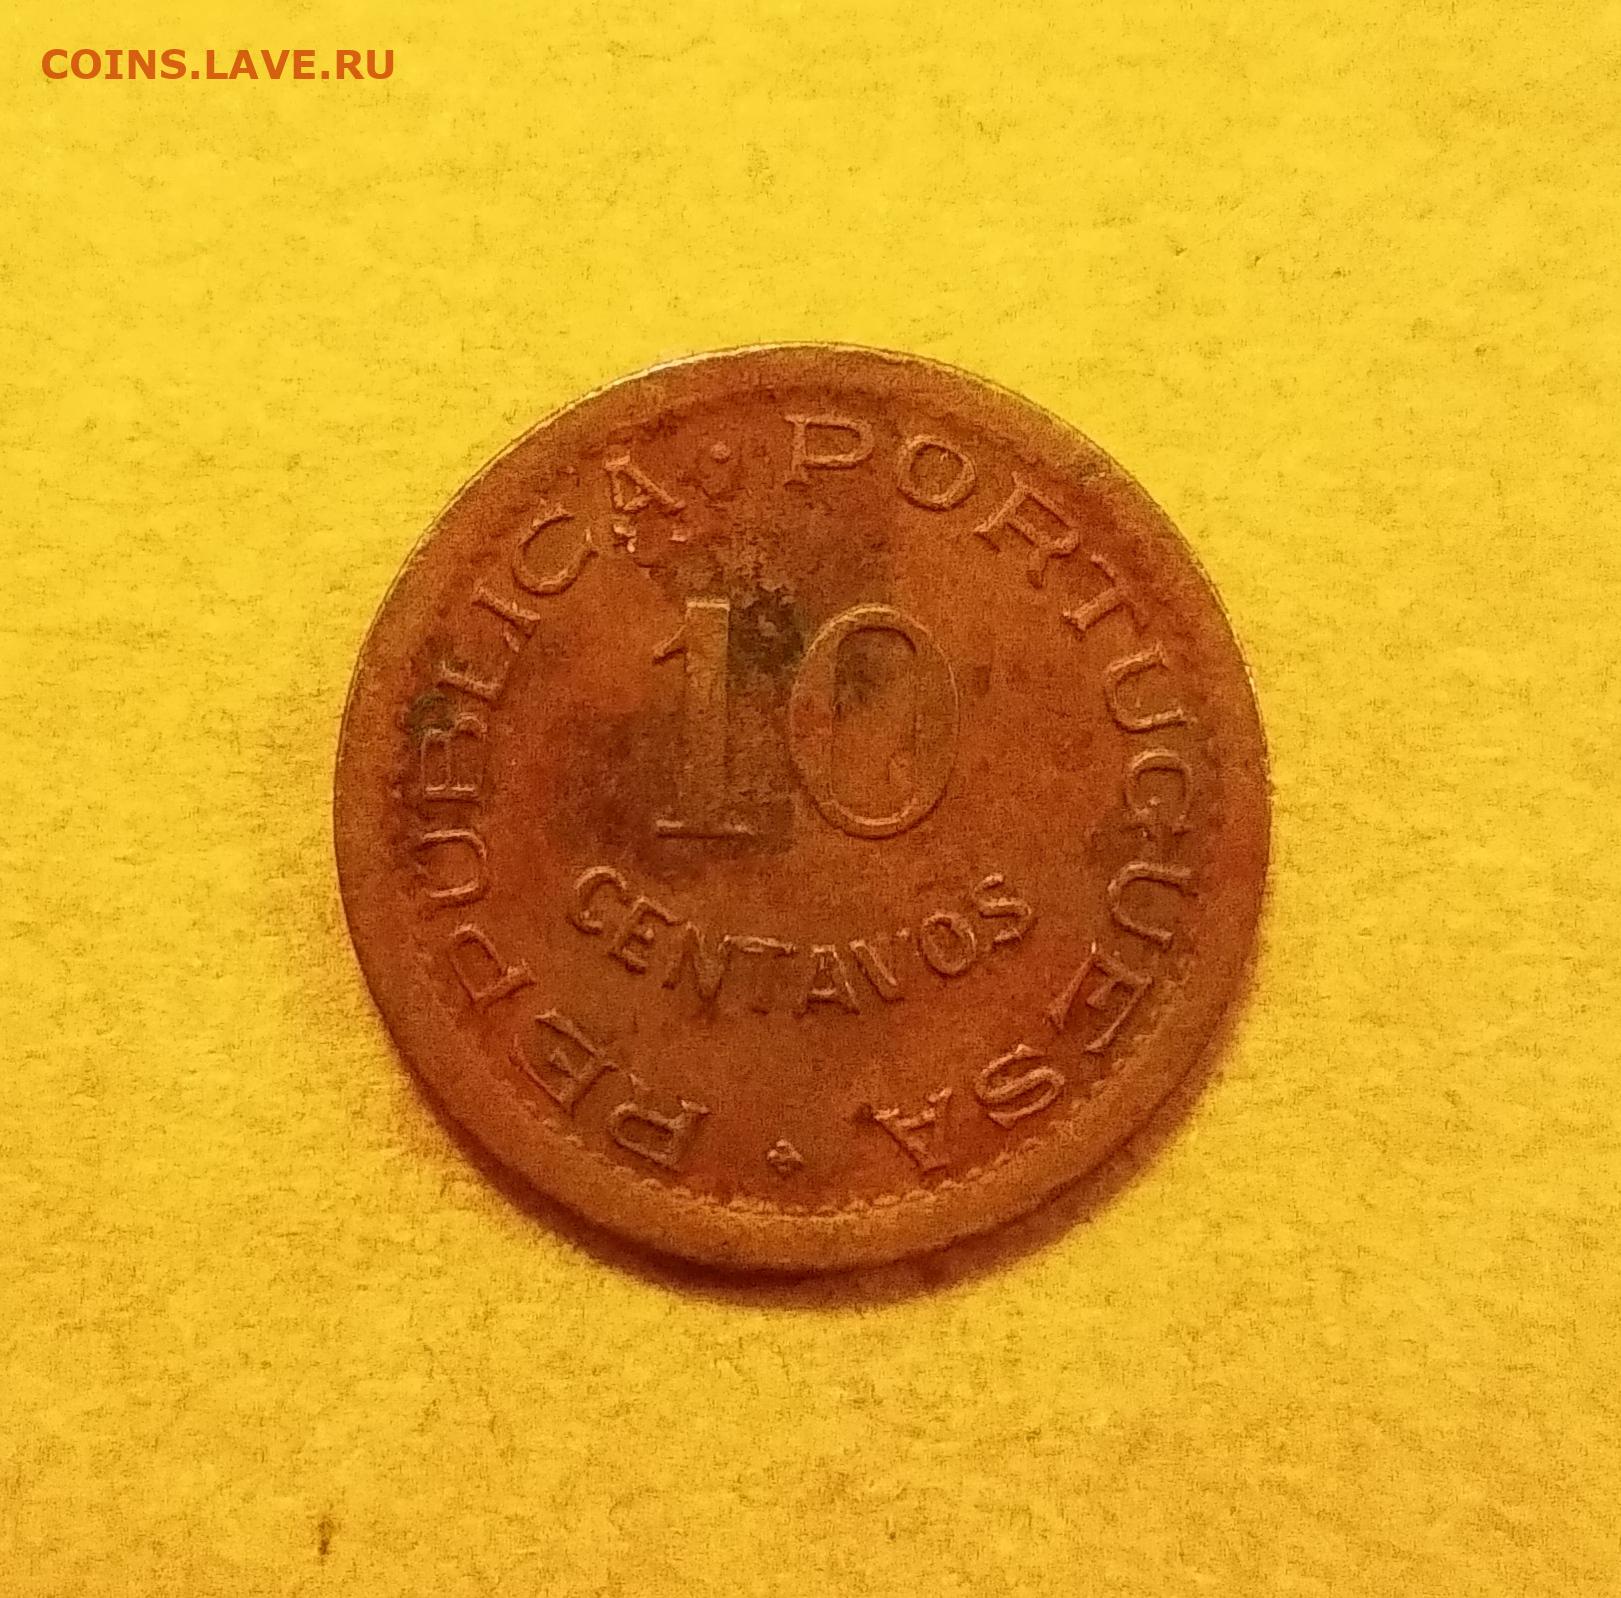 COINS.LAVE.RU
REPUBLICA · PORTUGUESA
10
CENTAVOS